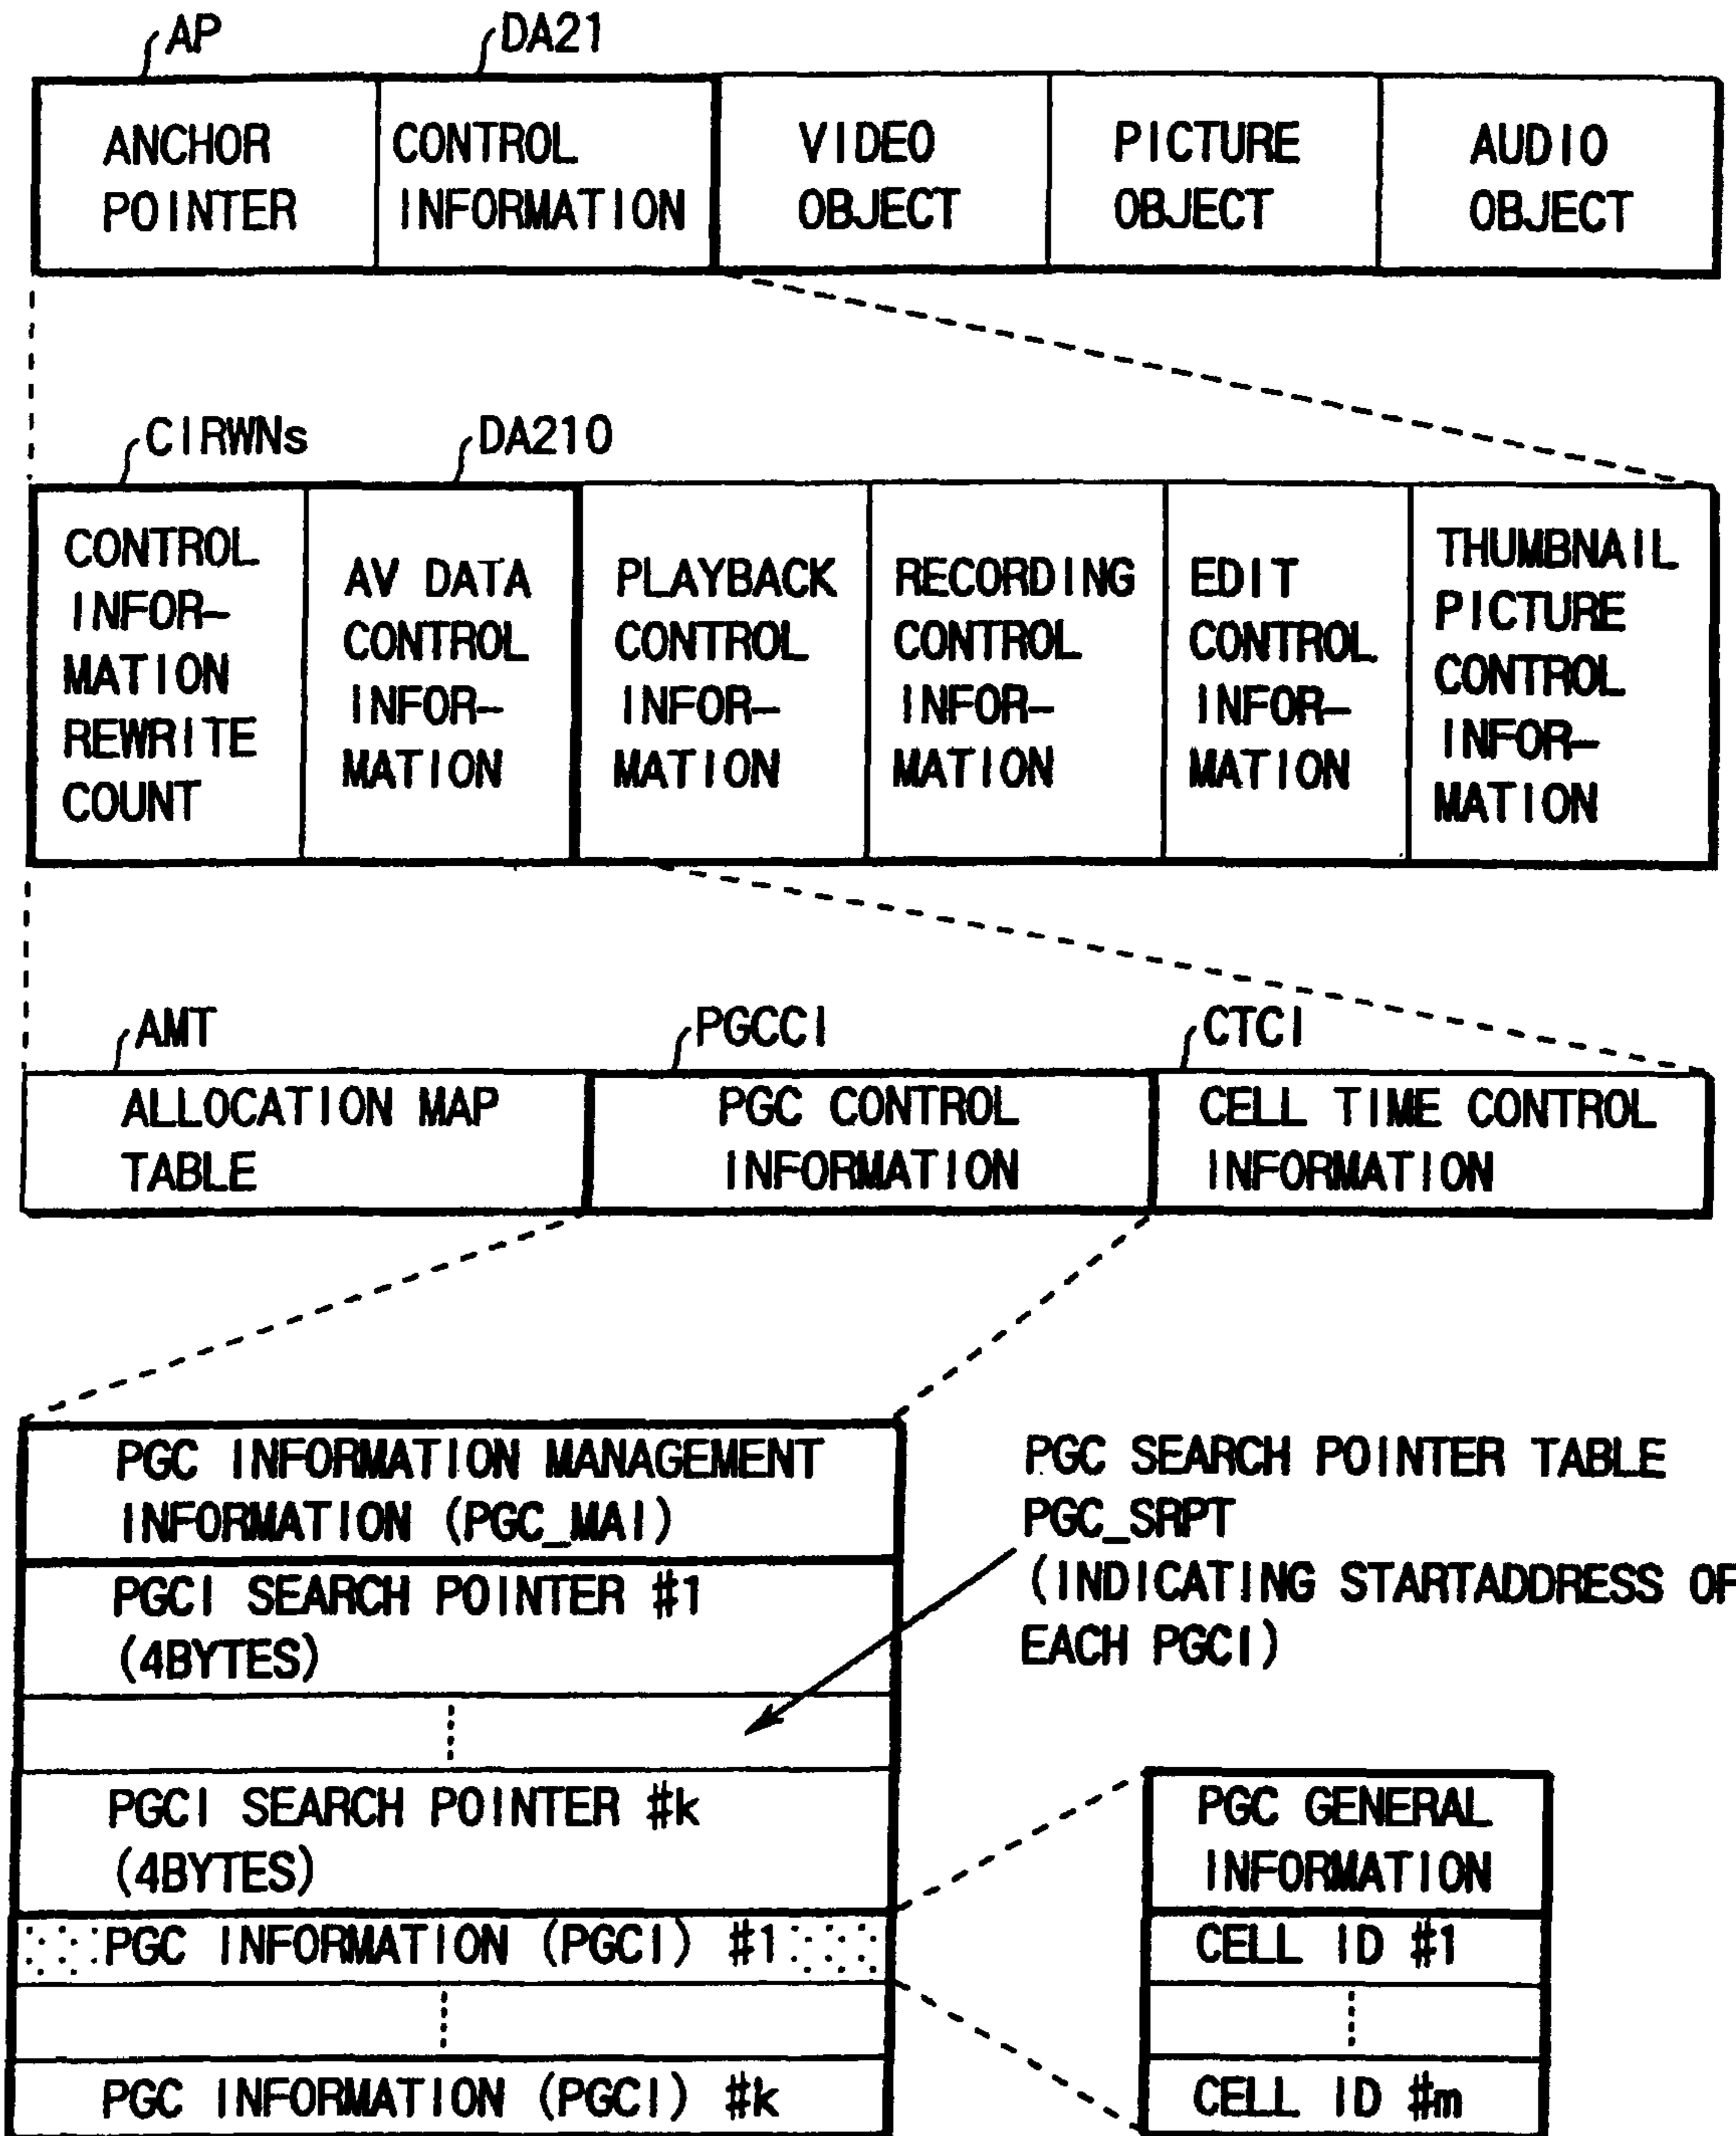 AP
DA21
ANCHOR
POINTER
CONTROL
INFORMATION
VIDEO
OBJECT
PICTURE
OBJECT
AUDIO
OBJECT
CIRWNs
DA210
CONTROL
INFOR-
MATION
REWRITE
COUNT
AV DATA
CONTROL
INFOR-
MATION
PLAYBACK
CONTROL
INFOR-
MATION
RECORDING
CONTROL
INFOR-
MATION
EDIT
CONTROL
INFOR-
MATION
THUMBNAIL
PICTURE
CONTROL
INFOR-
MATION
AMT
PGCCI
CTCI
ALLOCATION MAP
TABLE
PGC CONTROL
INFORMATION
CELL TIME CONTROL
INFORMATION
PGC INFORMATION MANAGEMENT
INFORMATION (PGC_MAI)
PGCI SEARCH POINTER #1
(4BYTES)
PGCI SEARCH POINTER #k
(4BYTES)
PGC INFORMATION (PGCI) #1
PGC INFORMATION (PGCI) #k
PGC SEARCH POINTER TABLE
PGC_SRPT
(INDICATING STARTADDRESS OF
EACH PGCI)
PGC GENERAL
INFORMATION
CELL ID #1
CELL ID #m